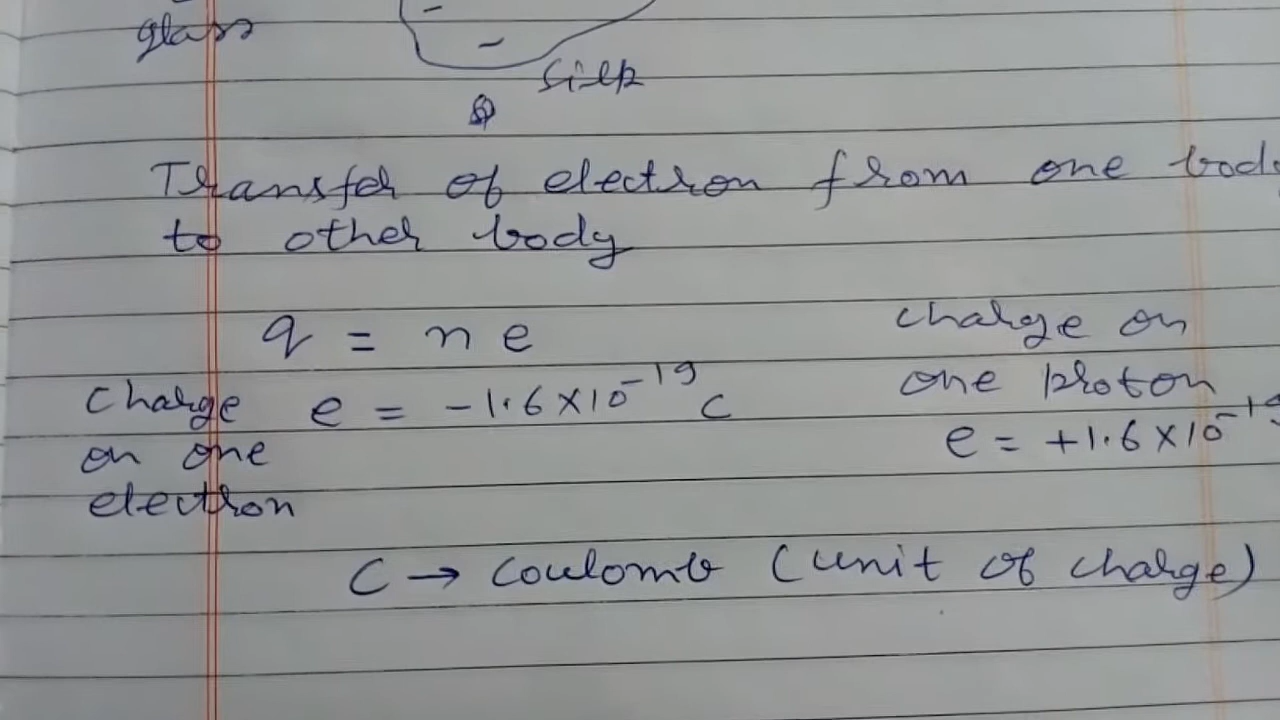 glass
silk
Transfer of electron from one body
to other body
q = ne
charge on
one proton
e = +1.6×10⁻¹⁹
charge e = -1.6×10⁻¹⁹ C
on one
electron
C → coulomb (unit of charge)